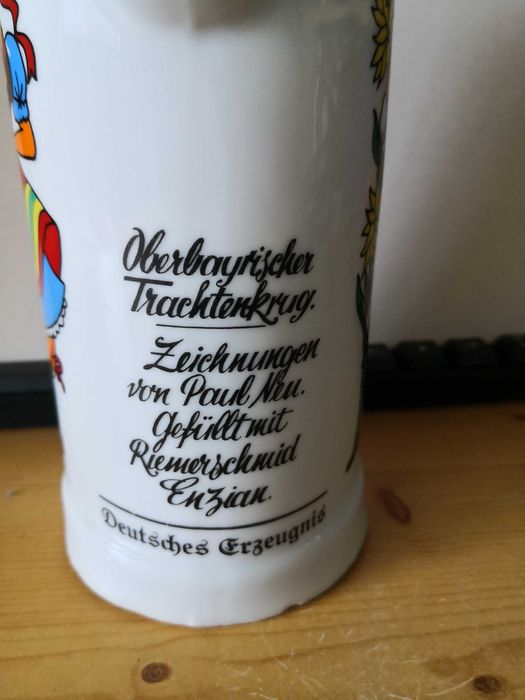 Oberbayrischer
Trachtenkrug.
Zeichnungen
von Paul Neu.
Gefüllt mit
Riemerschmid
Enzian.
Deutsches Erzeugnis